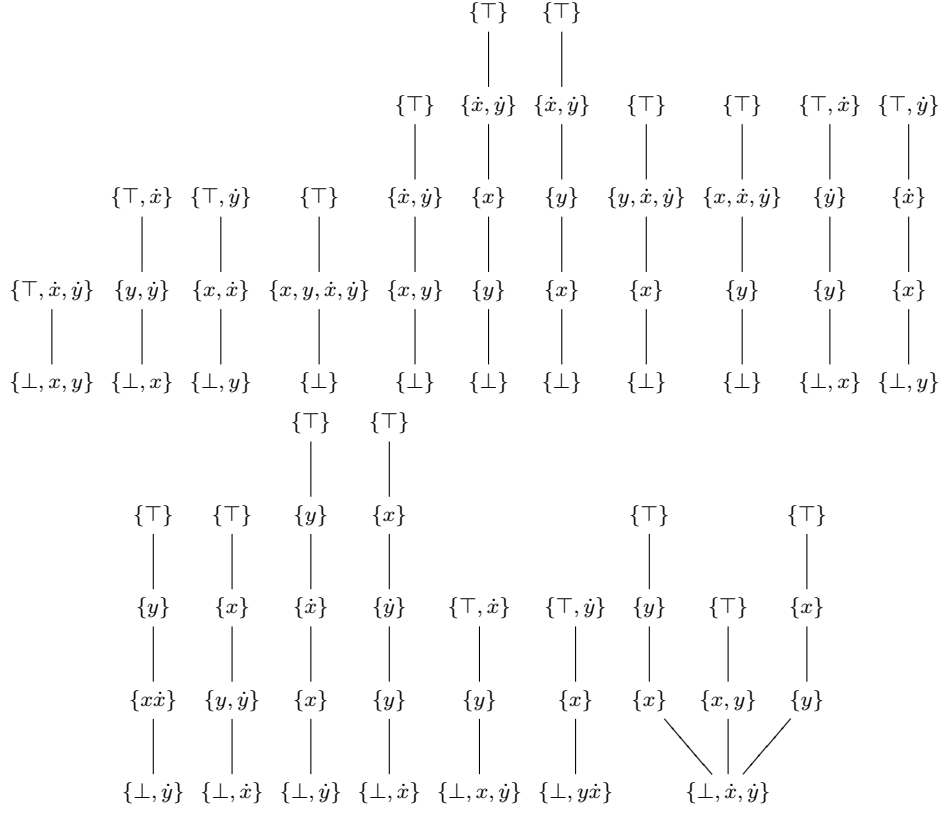 {⊤} {⊤}
{⊤} {ẋ, ẏ} {ẋ, ẏ} {⊤} {⊤} {⊤, ẋ} {⊤, ẏ}
{⊤, ẋ} {⊤, ẏ} {⊤} {ẋ, ẏ} {x} {y} {y, ẋ, ẏ} {x, ẋ, ẏ} {ẏ} {ẋ}
{⊤, ẋ, ẏ} {y, ẏ} {x, ẋ} {x, y, ẋ, ẏ} {x, y} {y} {x} {x} {y} {y} {x}
{⊥, x, y} {⊥, x} {⊥, y} {⊥} {⊥} {⊥} {⊥} {⊥} {⊥} {⊥, x} {⊥, y}
{⊤} {⊤}
{⊤} {⊤} {y} {x} {⊤} {⊤}
{y} {x} {ẋ} {ẏ} {⊤, ẋ} {⊤, ẏ} {y} {⊤} {x}
{xẋ} {y, ẏ} {x} {y} {y} {x} {x} {x, y} {y}
{⊥, ẏ} {⊥, ẋ} {⊥, ẏ} {⊥, ẋ} {⊥, x, ẏ} {⊥, yẋ} {⊥, ẋ, ẏ}